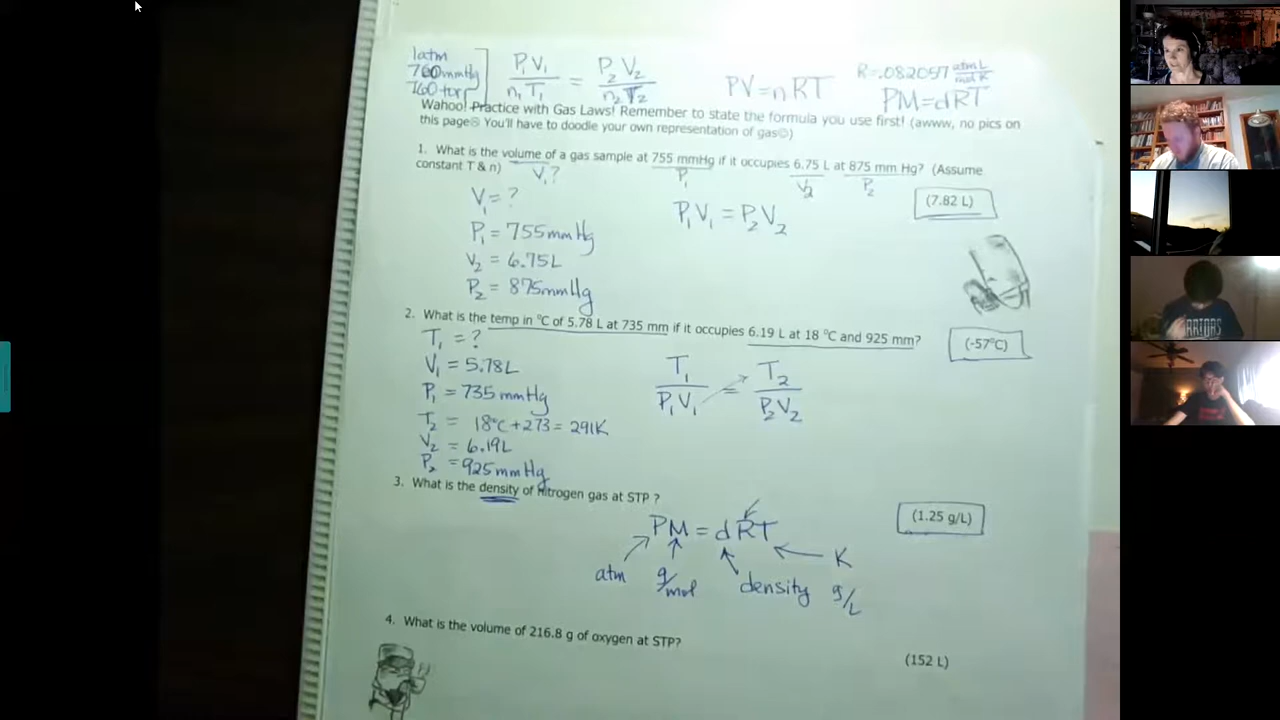 1atm
760mmHg
760 torr
P₁V₁ / n₁T₁ = P₂V₂ / n₂T₂
PV=nRT
R=.082057 atm L / mol K
PM=dRT
Wahoo! Practice with Gas Laws! Remember to state the formula you use first! (awww, no pics on
this page☹ You'll have to doodle your own representation of gas☺)
1. What is the volume of a gas sample at 755 mmHg if it occupies 6.75 L at 875 mm Hg? (Assume
constant T & n)
V₁? P₁ V₂ P₂
V₁ = ?
P₁V₁ = P₂V₂
(7.82 L)
P₁ = 755mmHg
V₂ = 6.75L
P₂ = 875mmHg
2. What is the temp in °C of 5.78 L at 735 mm if it occupies 6.19 L at 18 °C and 925 mm?
(-57°C)
T₁ = ?
V₁ = 5.78L
T₁ / P₁V₁ = T₂ / P₂V₂
P₁ = 735 mmHg
T₂ = 18°C+273 = 291K
V₂ = 6.19L
P₂ = 925mmHg
3. What is the density of nitrogen gas at STP ?
(1.25 g/L)
PM = dRT
atm g/mol density g/L K
4. What is the volume of 216.8 g of oxygen at STP?
(152 L)